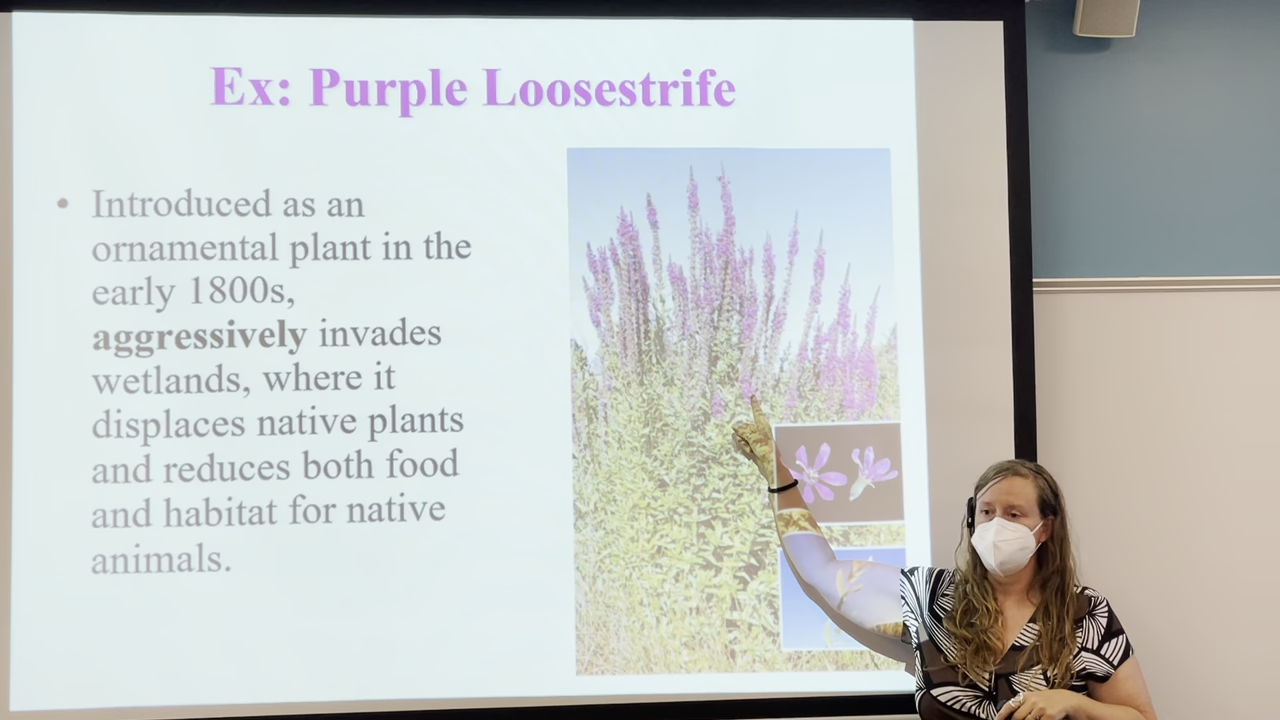 Ex: Purple Loosestrife
• Introduced as an
ornamental plant in the
early 1800s,
aggressively invades
wetlands, where it
displaces native plants
and reduces both food
and habitat for native
animals.